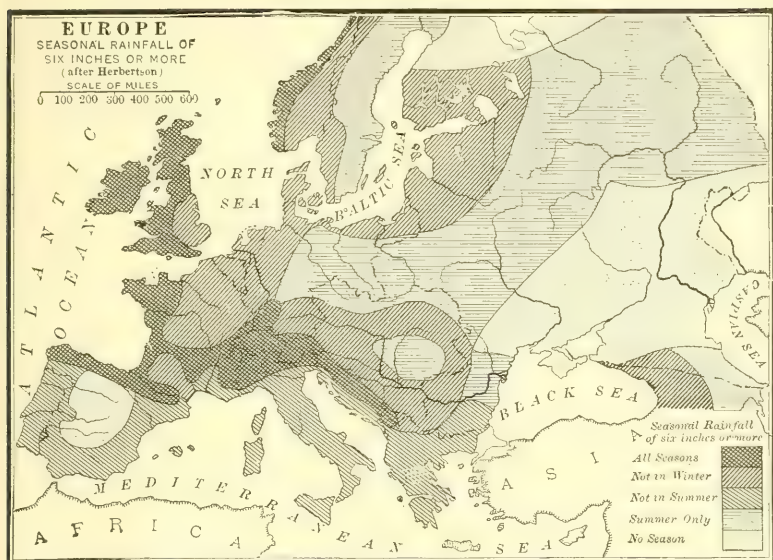 EUROPE
SEASONAL RAINFALL OF
SIX INCHES OR MORE
(after Herbertson)
SCALE OF MILES
0 100 200 300 400 500 600
ATLANTIC
OCEAN
NORTH
SEA
BALTIC SEA
CASPIAN
SEA
BLACK SEA
ASIA
MEDITERRANEAN SEA
AFRICA
Seasonal Rainfall
of six inches or more
All Seasons
Not in Winter
Not in Summer
Summer Only
No Season